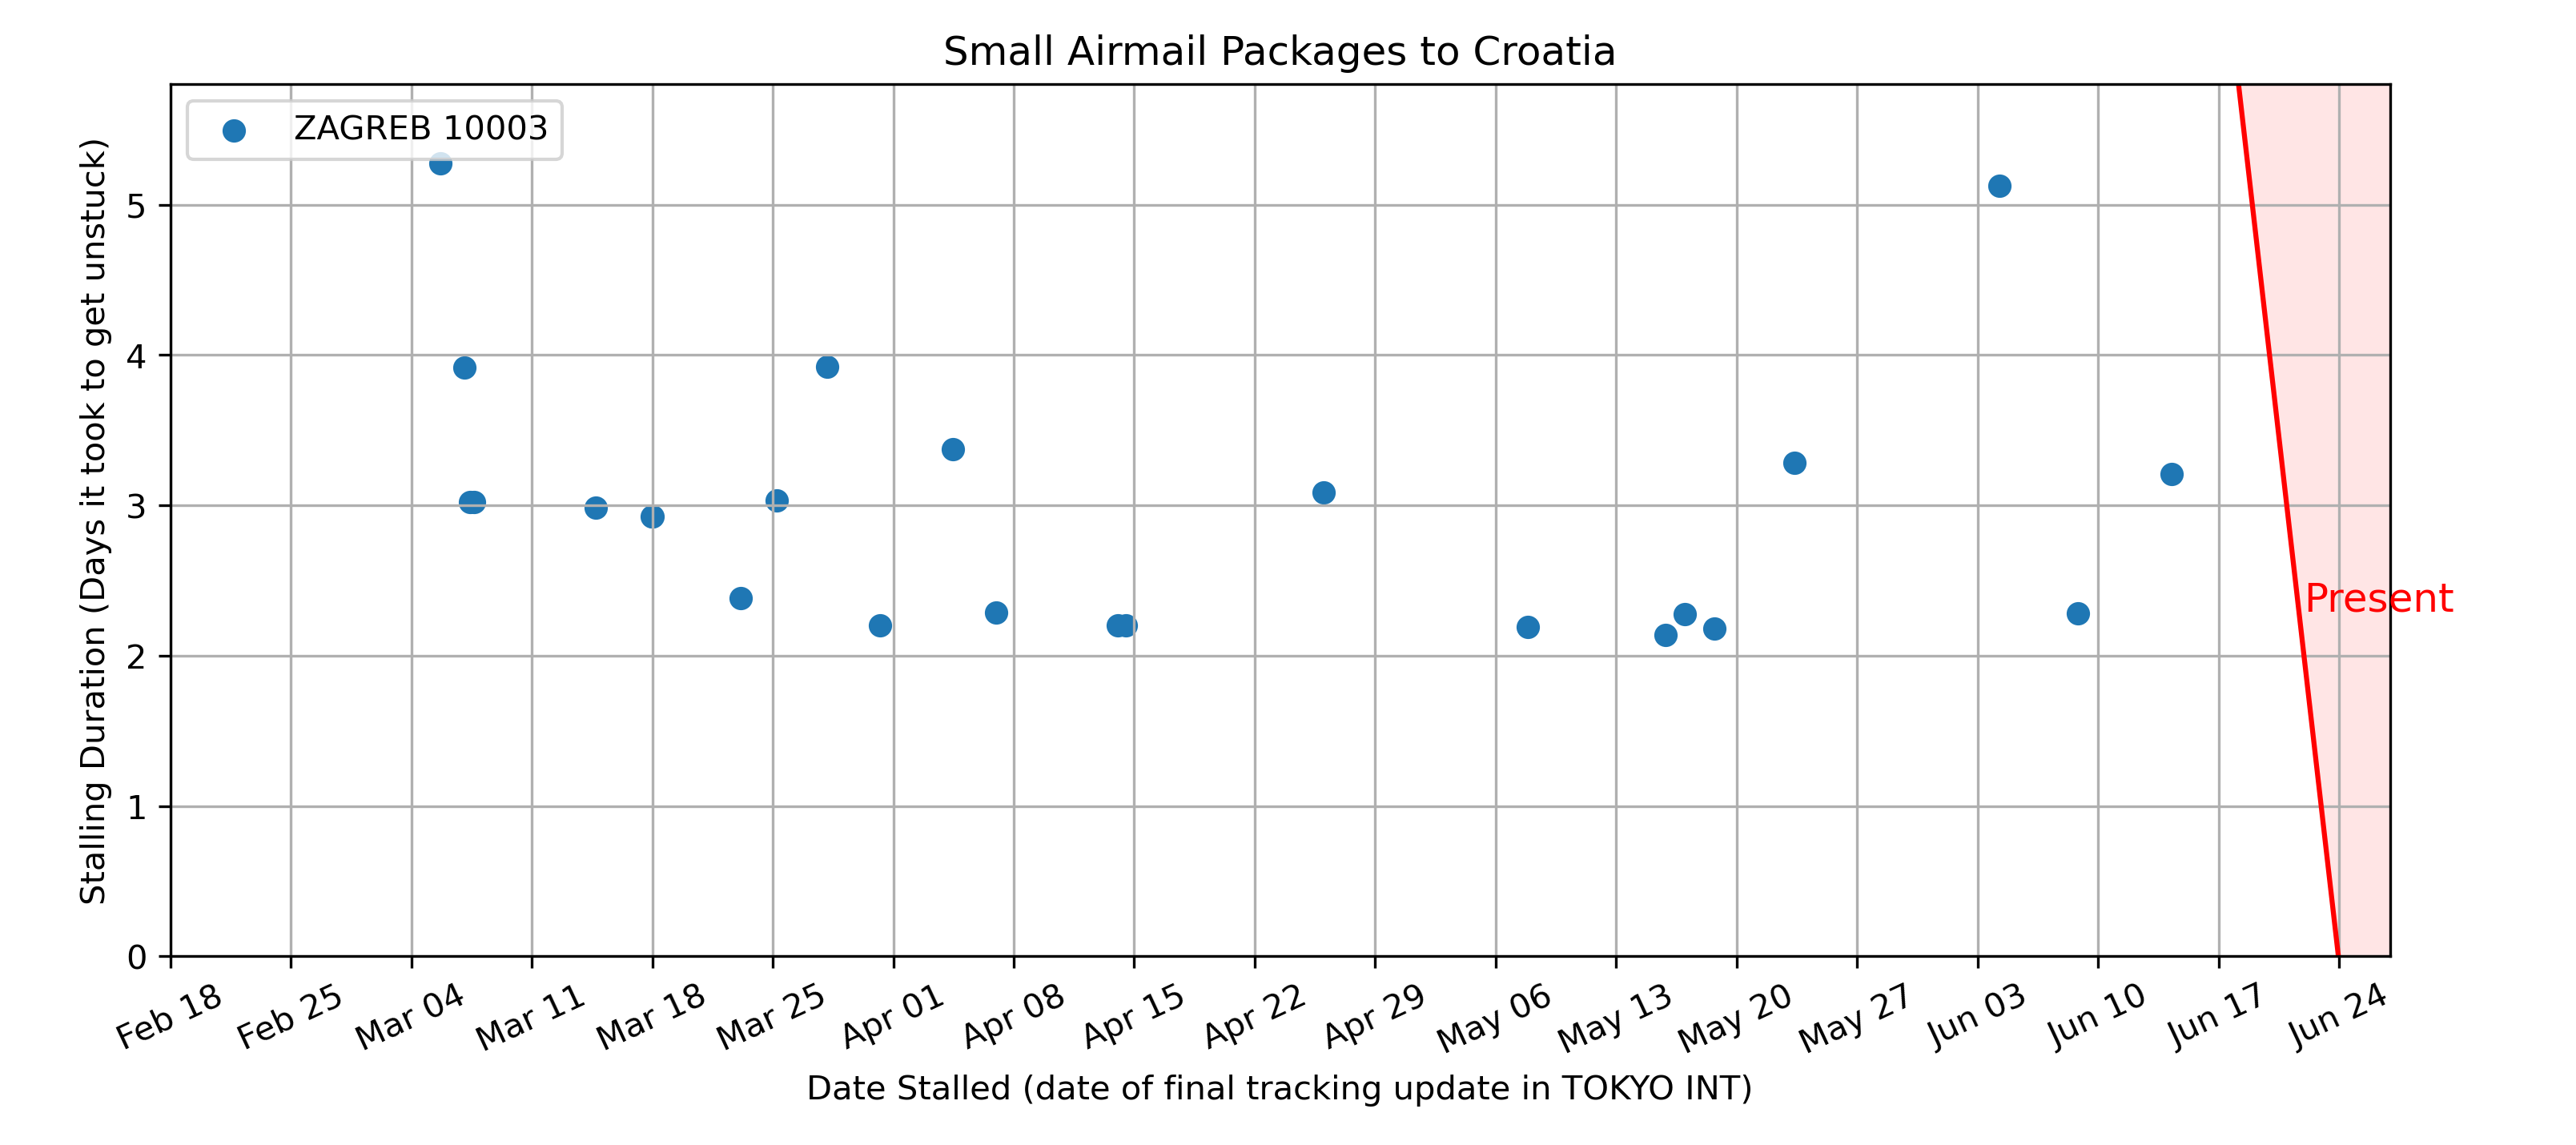 Small Airmail Packages to Croatia
ZAGREB 10003
Stalling Duration (Days it took to get unstuck)
5
4
3
2
1
0
Present
Feb 18
Feb 25
Mar 04
Mar 11
Mar 18
Mar 25
Apr 01
Apr 08
Apr 15
Apr 22
Apr 29
May 06
May 13
May 20
May 27
Jun 03
Jun 10
Jun 17
Jun 24
Date Stalled (date of final tracking update in TOKYO INT)